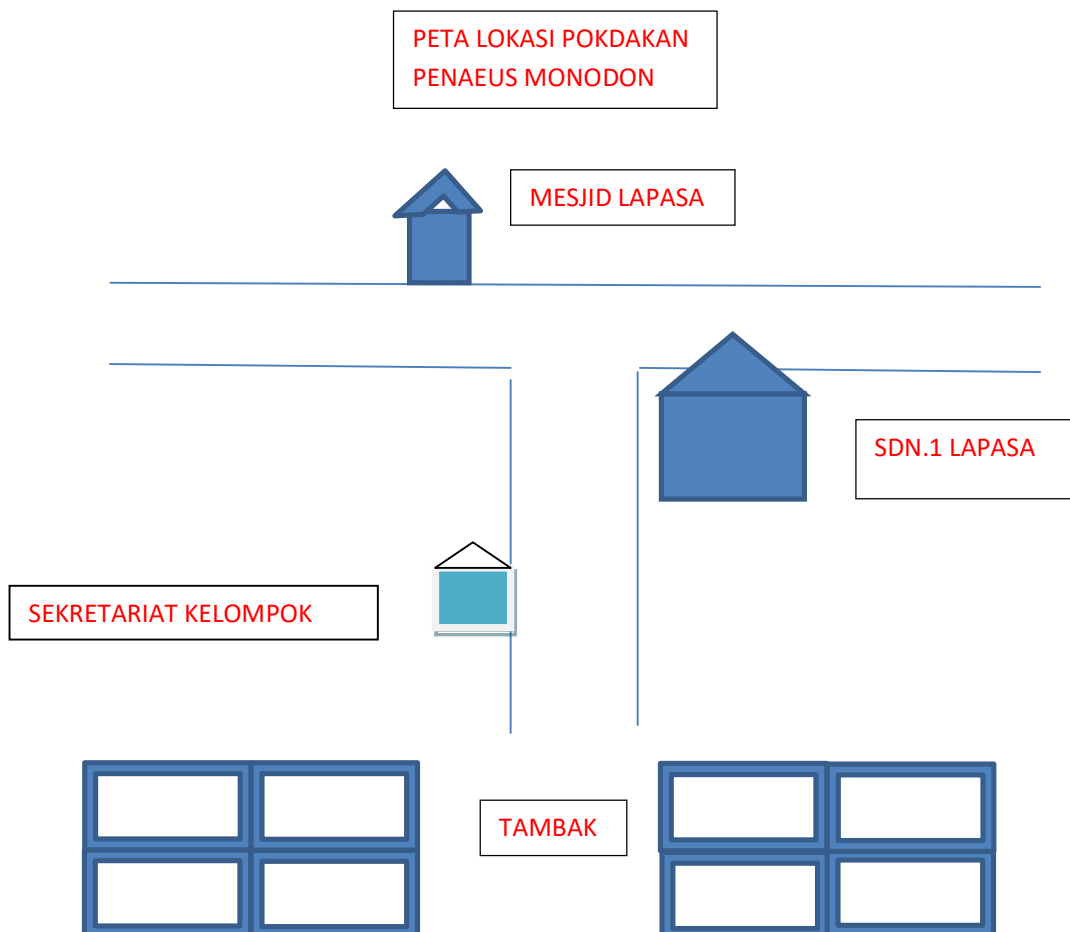 PETA LOKASI POKDAKAN
PENAEUS MONODON
MESJID LAPASA
SDN.1 LAPASA
SEKRETARIAT KELOMPOK
TAMBAK